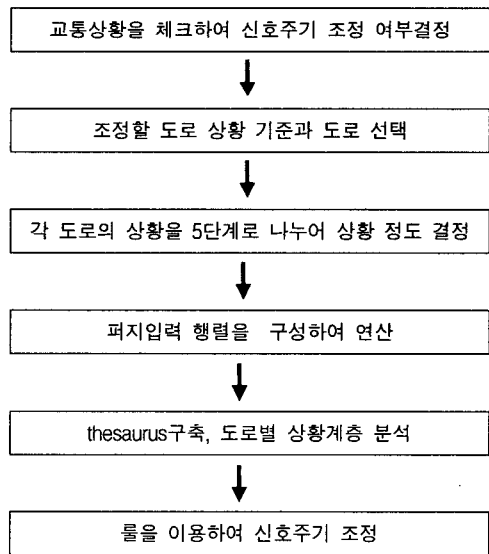 교통상황을 체크하여 신호주기 조정 여부결정
조정할 도로 상황 기준과 도로 선택
각 도로의 상황을 5단계로 나누어 상황 정도 결정
퍼지입력 행렬을 구성하여 연산
thesaurus구축, 도로별 상황계층 분석
룰을 이용하여 신호주기 조정